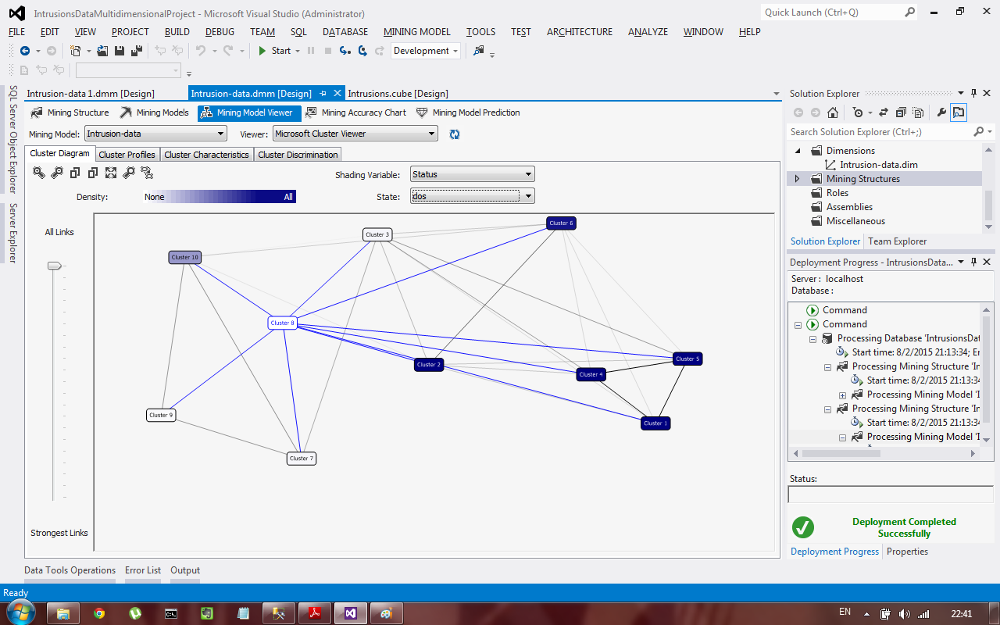 IntrusionsDataMultidimensionalProject - Microsoft Visual Studio (Administrator)
Quick Launch (Ctrl+Q)
FILE EDIT VIEW PROJECT BUILD DEBUG TEAM SQL DATABASE MINING MODEL TOOLS TEST ARCHITECTURE ANALYZE WINDOW HELP
Start Development
SQL Server Object Explorer
Server Explorer
Intrusion-data 1.dmm [Design] Intrusion-data.dmm [Design] Intrusions.cube [Design]
Mining Structure Mining Models Mining Model Viewer Mining Accuracy Chart Mining Model Prediction
Mining Model: Intrusion-data Viewer: Microsoft Cluster Viewer
Cluster Diagram Cluster Profiles Cluster Characteristics Cluster Discrimination
Shading Variable: Status
Density: None All State: dos
All Links
Strongest Links
Cluster 6
Cluster 3
Cluster 10
Cluster 8
Cluster 5
Cluster 2
Cluster 4
Cluster 9
Cluster 1
Cluster 7
Solution Explorer
Search Solution Explorer (Ctrl+;)
Dimensions
Intrusion-data.dim
Mining Structures
Roles
Assemblies
Miscellaneous
Solution Explorer Team Explorer
Deployment Progress - IntrusionsData...
Server : localhost
Database :
Command
Command
Processing Database 'IntrusionsDat
Start time: 8/2/2015 21:13:34; En
Processing Mining Structure 'In
Start time: 8/2/2015 21:13:34
Processing Mining Model 'I
Processing Mining Structure 'In
Start time: 8/2/2015 21:13:34
Processing Mining Model 'I
Status:
Deployment Completed
Successfully
Deployment Progress Properties
Data Tools Operations Error List Output
Ready
EN 22:41